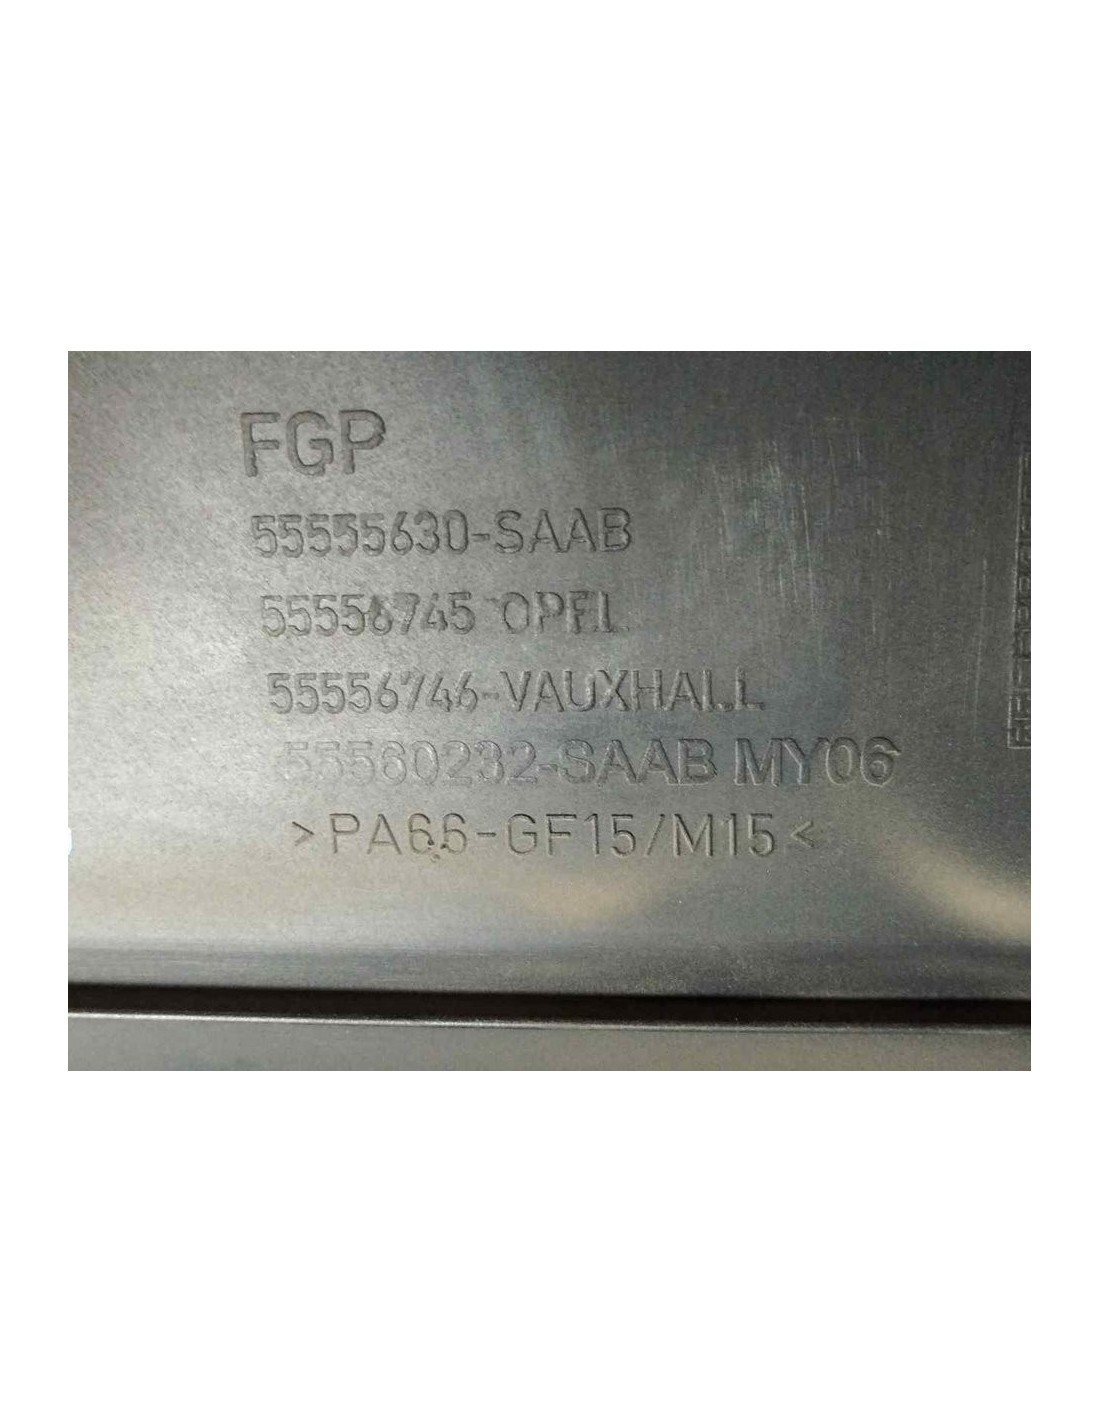 FGP
55555630-SAAB
55556745 OPEL
55556746-VAUXHALL
55560232-SAAB MY06
>PA66-GF15/M15<